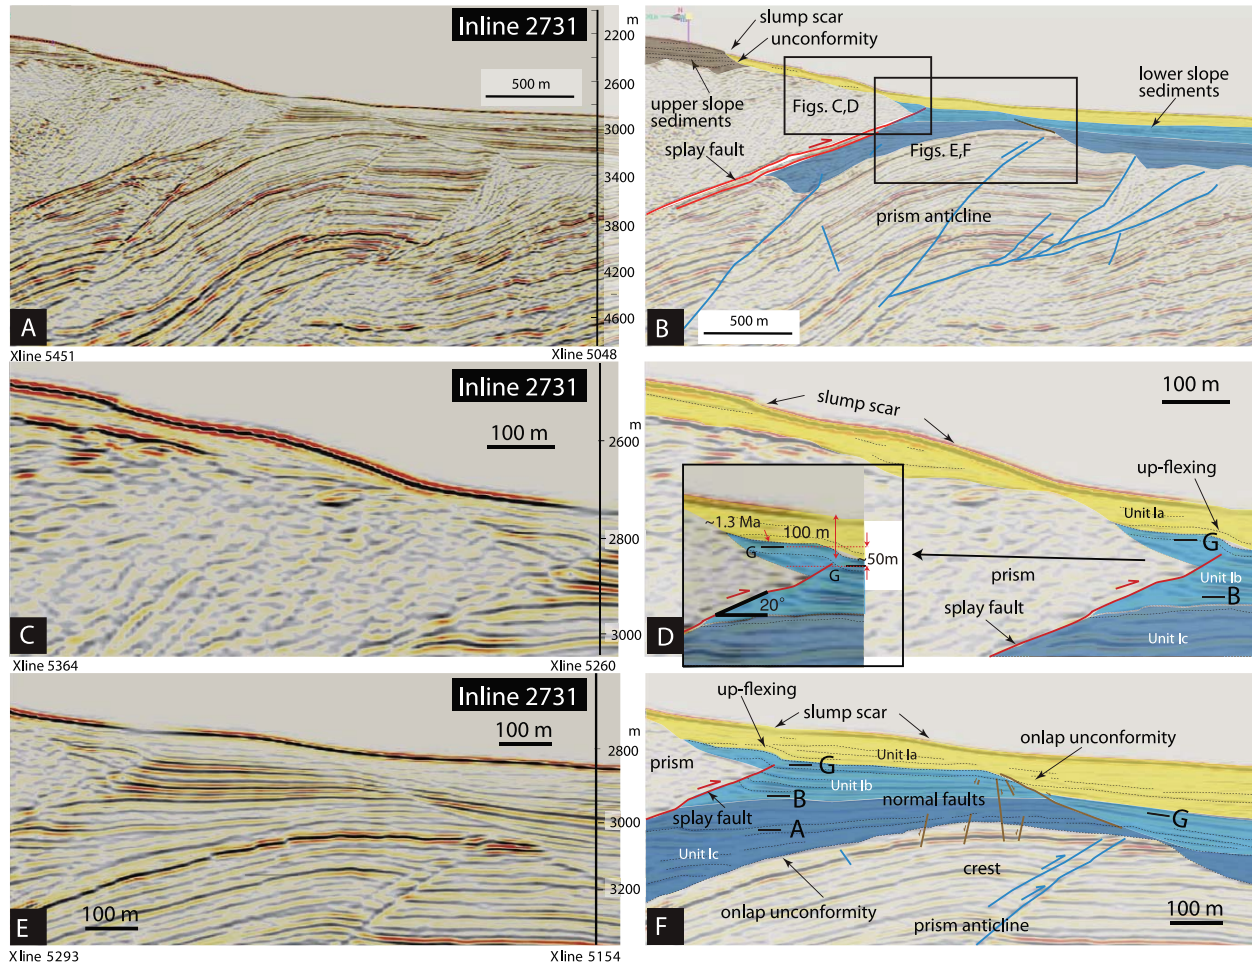 Inline 2731
m
2200
2600
3000
3400
3800
4200
4600
500 m
A
Xline 5451
Xline 5048
slump scar
unconformity
upper slope
sediments
splay fault
Figs. C,D
Figs. E,F
lower slope
sediments
prism anticline
B
500 m
Inline 2731
100 m
m
2600
2800
3000
C
Xline 5364
Xline 5260
100 m
slump scar
up-flexing
Unit Ia
G
~1.3 Ma
100 m
G
G
~50m
20°
prism
Unit Ib
B
splay fault
Unit Ic
D
Inline 2731
100 m
m
2800
3000
3200
100 m
E
Xline 5293
Xline 5154
up-flexing
slump scar
onlap unconformity
prism
Unit Ia
G
Unit Ib
B
normal faults
G
splay fault
A
Unit Ic
crest
onlap unconformity
prism anticline
100 m
F